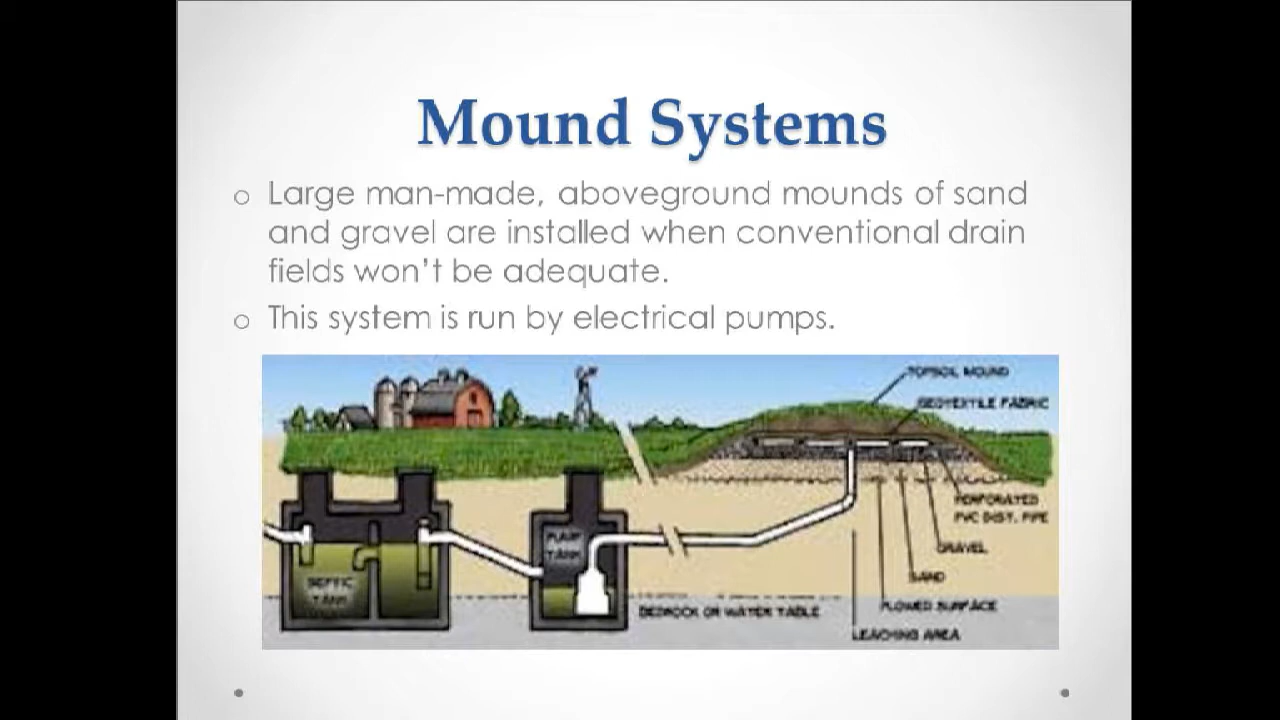 Mound Systems
o Large man-made, aboveground mounds of sand
and gravel are installed when conventional drain
fields won't be adequate.
o This system is run by electrical pumps.
TOPSOIL MOUND
GEOTEXTILE FABRIC
PERFORATED
PVC DIST. PIPE
PUMP
TANK
GRAVEL
SEPTIC
TANK
SAND
BEDROCK OR WATER TABLE
PLOWED SURFACE
LEACHING AREA